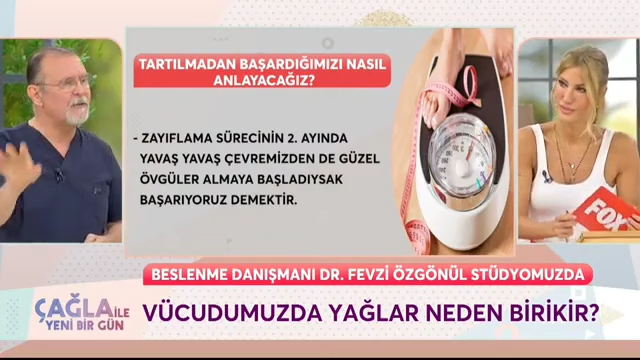 TARTILMADAN BAŞARDIĞIMIZI NASIL
ANLAYACAĞIZ?
- ZAYIFLAMA SÜRECİNİN 2. AYINDA
YAVAŞ YAVAŞ ÇEVREMİZDEN DE GÜZEL
ÖVGÜLER ALMAYA BAŞLADIYSAK
BAŞARIYORUZ DEMEKTİR.
FOX
BESLENME DANIŞMANI DR. FEVZİ ÖZGÖNÜL STÜDYOMUZDA
ÇAĞLA İLE
YENİ BİR GÜN
VÜCUDUMUZDA YAĞLAR NEDEN BİRİKİR?